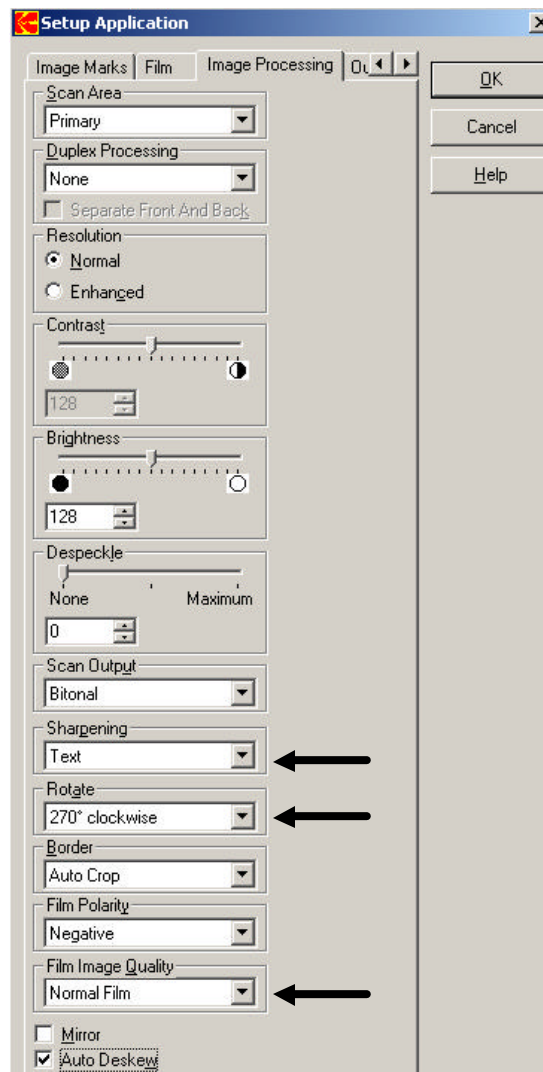 Setup Application
Image Marks Film Image Processing
OK
Cancel
Help
Scan Area
Primary
Duplex Processing
None
Separate Front And Back
Resolution
Normal
Enhanced
Contrast
128
Brightness
128
Despeckle
None Maximum
0
Scan Output
Bitonal
Sharpening
Text
Rotate
270° clockwise
Border
Auto Crop
Film Polarity
Negative
Film Image Quality
Normal Film
Mirror
Auto Deskew